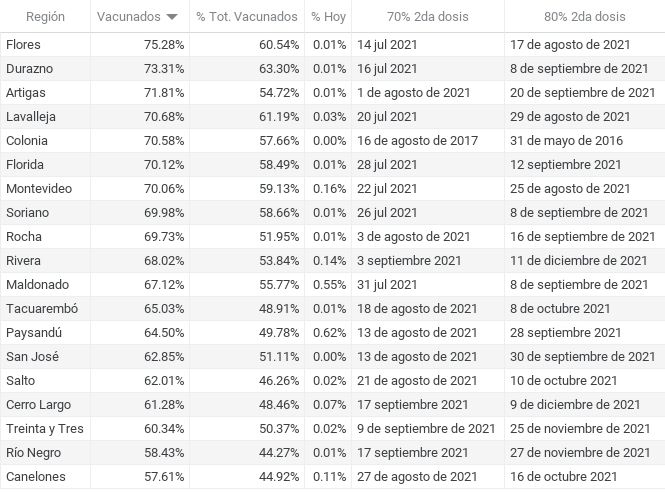 Región Vacunados % Tot. Vacunados % Hoy 70% 2da dosis 80% 2da dosis
Flores 75.28% 60.54% 0.01% 14 jul 2021 17 de agosto de 2021
Durazno 73.31% 63.30% 0.01% 16 jul 2021 8 de septiembre de 2021
Artigas 71.81% 54.72% 0.01% 1 de agosto de 2021 20 de septiembre de 2021
Lavalleja 70.68% 61.19% 0.03% 20 jul 2021 29 de agosto de 2021
Colonia 70.58% 57.66% 0.00% 16 de agosto de 2017 31 de mayo de 2016
Florida 70.12% 58.49% 0.01% 28 jul 2021 12 septiembre 2021
Montevideo 70.06% 59.13% 0.16% 22 jul 2021 25 de agosto de 2021
Soriano 69.98% 58.66% 0.01% 26 jul 2021 8 de septiembre de 2021
Rocha 69.73% 51.95% 0.01% 3 de agosto de 2021 16 de septiembre de 2021
Rivera 68.02% 53.84% 0.14% 3 septiembre 2021 11 de diciembre de 2021
Maldonado 67.12% 55.77% 0.55% 31 jul 2021 8 de septiembre de 2021
Tacuarembó 65.03% 48.91% 0.01% 18 de agosto de 2021 8 de octubre 2021
Paysandú 64.50% 49.78% 0.62% 13 de agosto de 2021 28 septiembre 2021
San José 62.85% 51.11% 0.00% 13 de agosto de 2021 30 de septiembre de 2021
Salto 62.01% 46.26% 0.02% 21 de agosto de 2021 10 de octubre 2021
Cerro Largo 61.28% 48.46% 0.07% 17 septiembre 2021 9 de diciembre de 2021
Treinta y Tres 60.34% 50.37% 0.02% 9 de septiembre de 2021 25 de noviembre de 2021
Río Negro 58.43% 44.27% 0.01% 17 septiembre 2021 27 de noviembre de 2021
Canelones 57.61% 44.92% 0.11% 27 de agosto de 2021 16 de octubre 2021